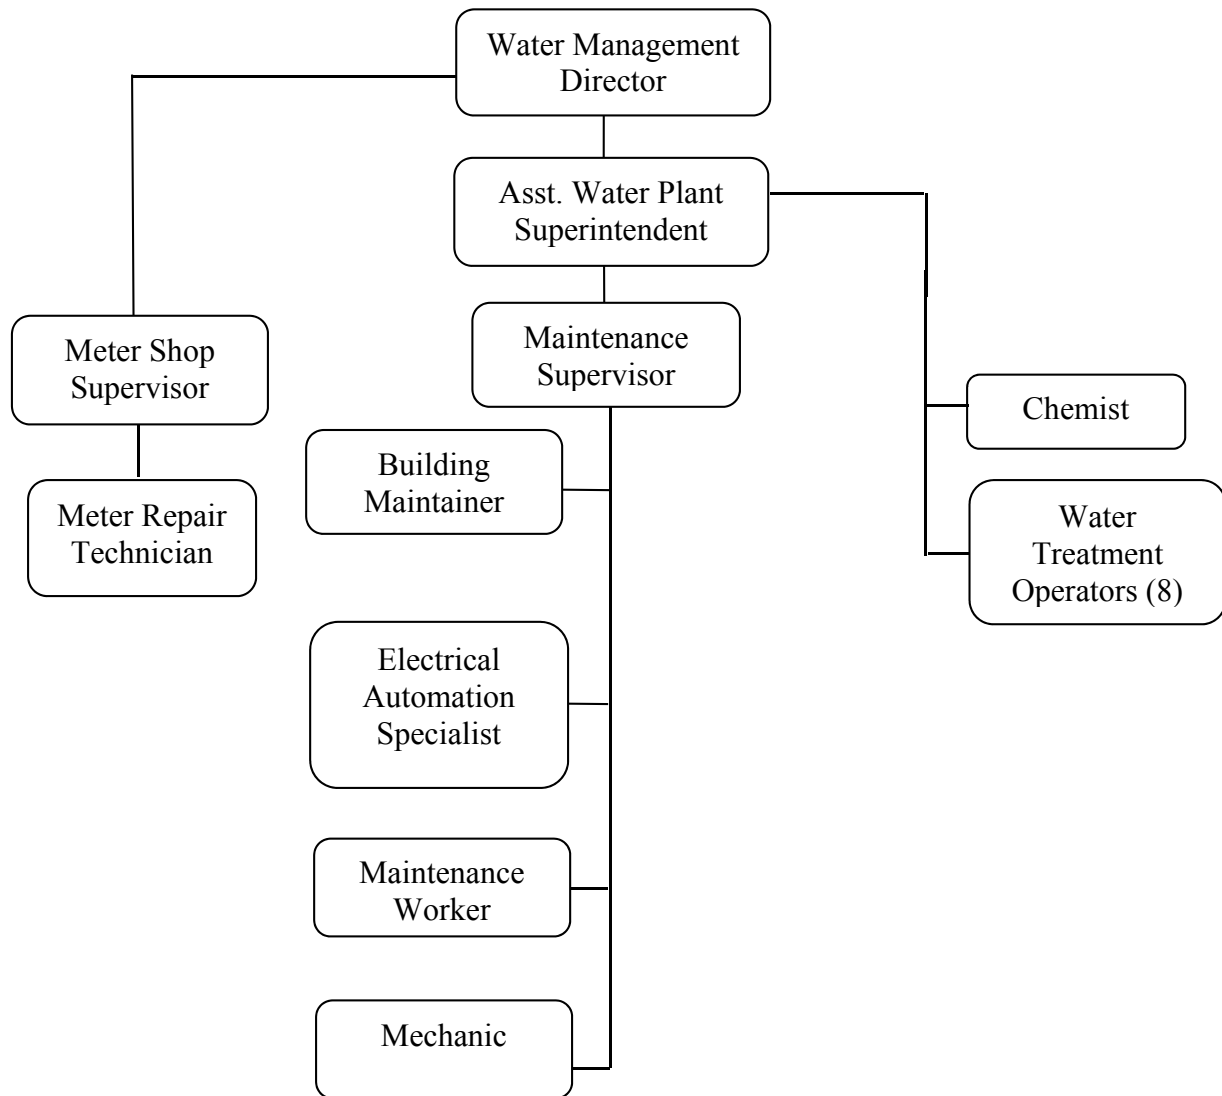 Water Management
Director
Asst. Water Plant
Superintendent
Maintenance
Supervisor
Meter Shop
Supervisor
Meter Repair
Technician
Building
Maintainer
Electrical
Automation
Specialist
Maintenance
Worker
Mechanic
Chemist
Water
Treatment
Operators (8)